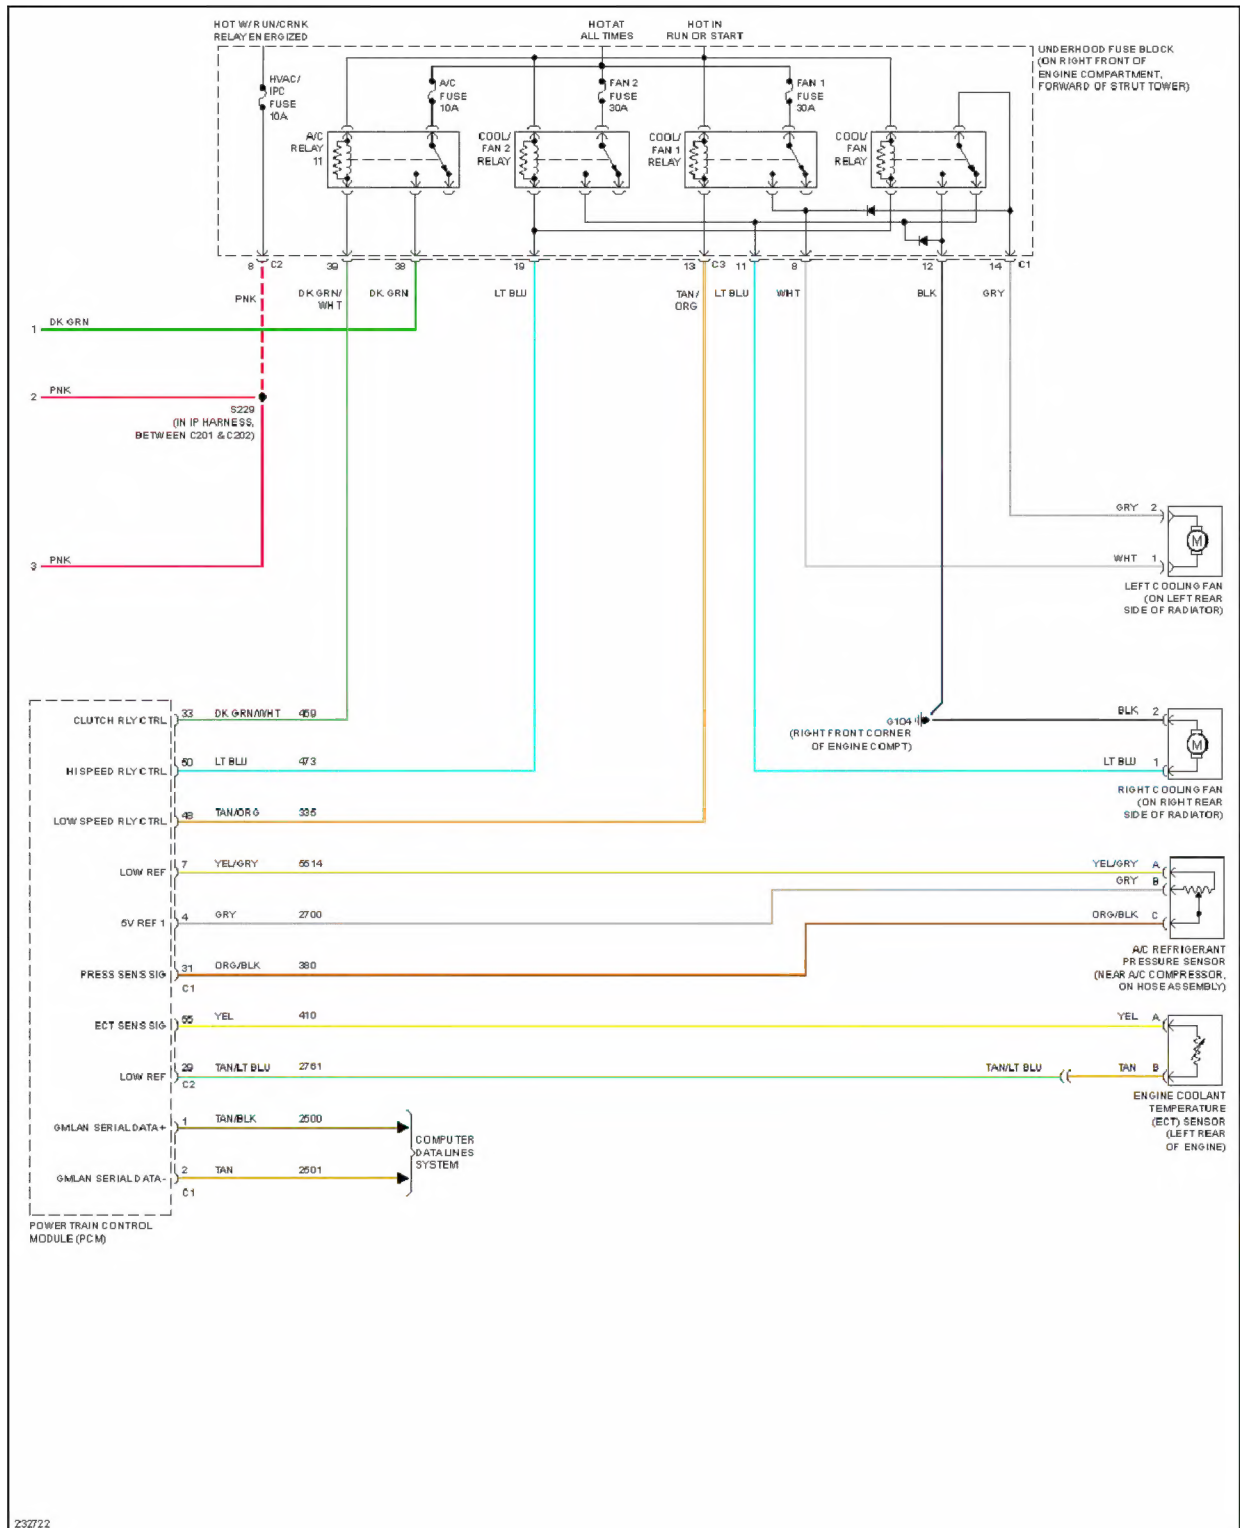 HOT W/RUN/CRNK
RELAY ENERGIZED
HOT AT
ALL TIMES
HOT IN
RUN OR START
UNDERHOOD FUSE BLOCK
(ON RIGHT FRONT OF
ENGINE COMPARTMENT,
FORWARD OF STRUT TOWER)
HVAC/
IPC
FUSE
10A
A/C
FUSE
10A
FAN 2
FUSE
30A
FAN 1
FUSE
30A
A/C
RELAY
11
COOL/
FAN 2
RELAY
COOL/
FAN 1
RELAY
COOL/
FAN
RELAY
8 C2 39 38 19 13 C3 11 8 12 14 C1
PNK
DK GRN/
WHT
DK GRN
LT BLU
TAN/
ORG
LT BLU
WHT
BLK
GRY
1 DK GRN
2 PNK
S229
(IN IP HARNESS,
BETWEEN C201 & C202)
3 PNK
GRY 2
M
WHT 1
LEFT COOLING FAN
(ON LEFT REAR
SIDE OF RADIATOR)
CLUTCH RLY CTRL 33 DK GRN/WHT 459
G104
(RIGHT FRONT CORNER
OF ENGINE COMPT)
BLK 2
M
LT BLU 1
RIGHT COOLING FAN
(ON RIGHT REAR
SIDE OF RADIATOR)
HI SPEED RLY CTRL 50 LT BLU 473
LOW SPEED RLY CTRL 48 TAN/ORG 335
LOW REF 7 YEL/GRY 5514
YEL/GRY A
GRY B
5V REF 1 4 GRY 2700
ORG/BLK C
A/C REFRIGERANT
PRESSURE SENSOR
(NEAR A/C COMPRESSOR,
ON HOSE ASSEMBLY)
PRESS SENS SIG 31 ORG/BLK 380
C1
ECT SENS SIG 55 YEL 410
YEL A
LOW REF 29 TAN/LT BLU 2761
C2
TAN/LT BLU TAN B
ENGINE COOLANT
TEMPERATURE
(ECT) SENSOR
(LEFT REAR
OF ENGINE)
GMLAN SERIAL DATA+ 1 TAN/BLK 2500
COMPUTER
DATA LINES
SYSTEM
GMLAN SERIAL DATA- 2 TAN 2501
C1
POWERTRAIN CONTROL
MODULE (PCM)
232722